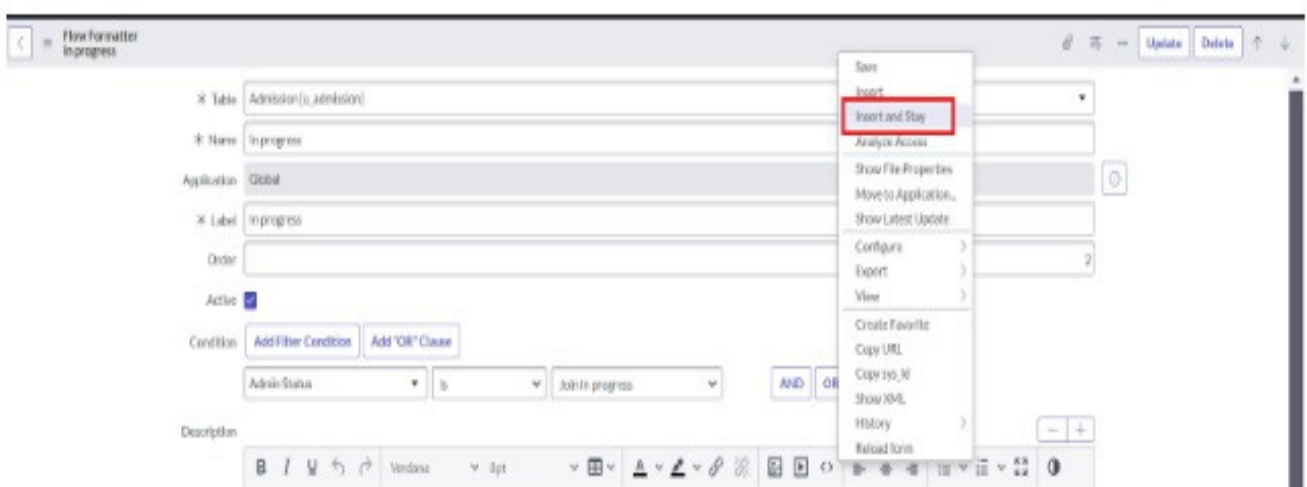 Flow Formatter
In progress
Update
Delete
Table
Admission [u_admission]
Name
In progress
Application
Global
Label
In progress
Order
2
Active
Condition
Add Filter Condition
Add "OR" Clause
Admin Status
is
Join In progress
AND
OR
Description
B I U
Verdana
8pt
A
Save
Insert
Insert and Stay
Analyze Access
Show File Properties
Move to Application...
Show Latest Update
Configure
Export
View
Create Favorite
Copy URL
Copy sys_id
Show XML
History
Reload form